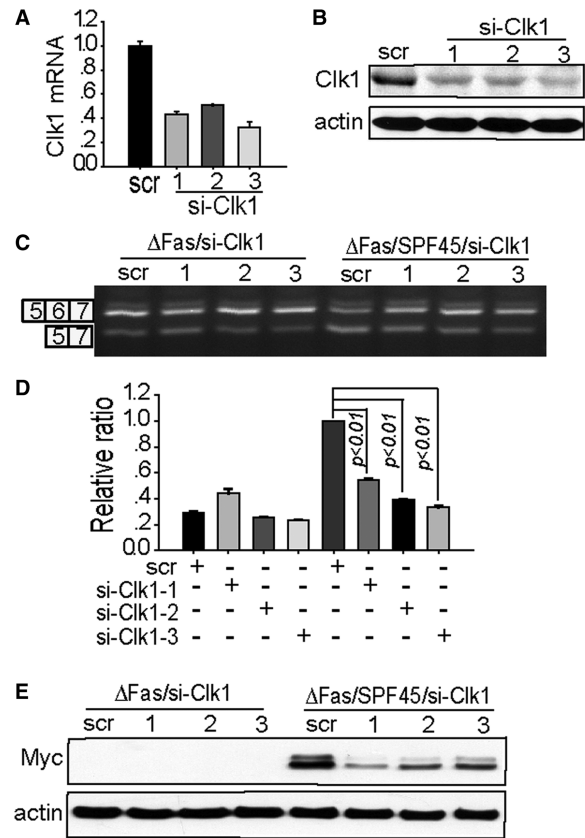 A
Clk1 mRNA
1.2
1.0
.8
.6
.4
.2
0.0
scr 1 2 3
si-Clk1
B
si-Clk1
scr 1 2 3
Clk1
actin
C
ΔFas/si-Clk1 ΔFas/SPF45/si-Clk1
scr 1 2 3 scr 1 2 3
5 6 7
5 7
D
Relative ratio
1.2
1.0
.8
.6
.4
.2
0.0
p<0.01
p<0.01
p<0.01
scr + - - - + - - -
si-Clk1-1 - + - - - + - -
si-Clk1-2 - - + - - - + -
si-Clk1-3 - - - + - - - +
E
ΔFas/si-Clk1 ΔFas/SPF45/si-Clk1
scr 1 2 3 scr 1 2 3
Myc
actin